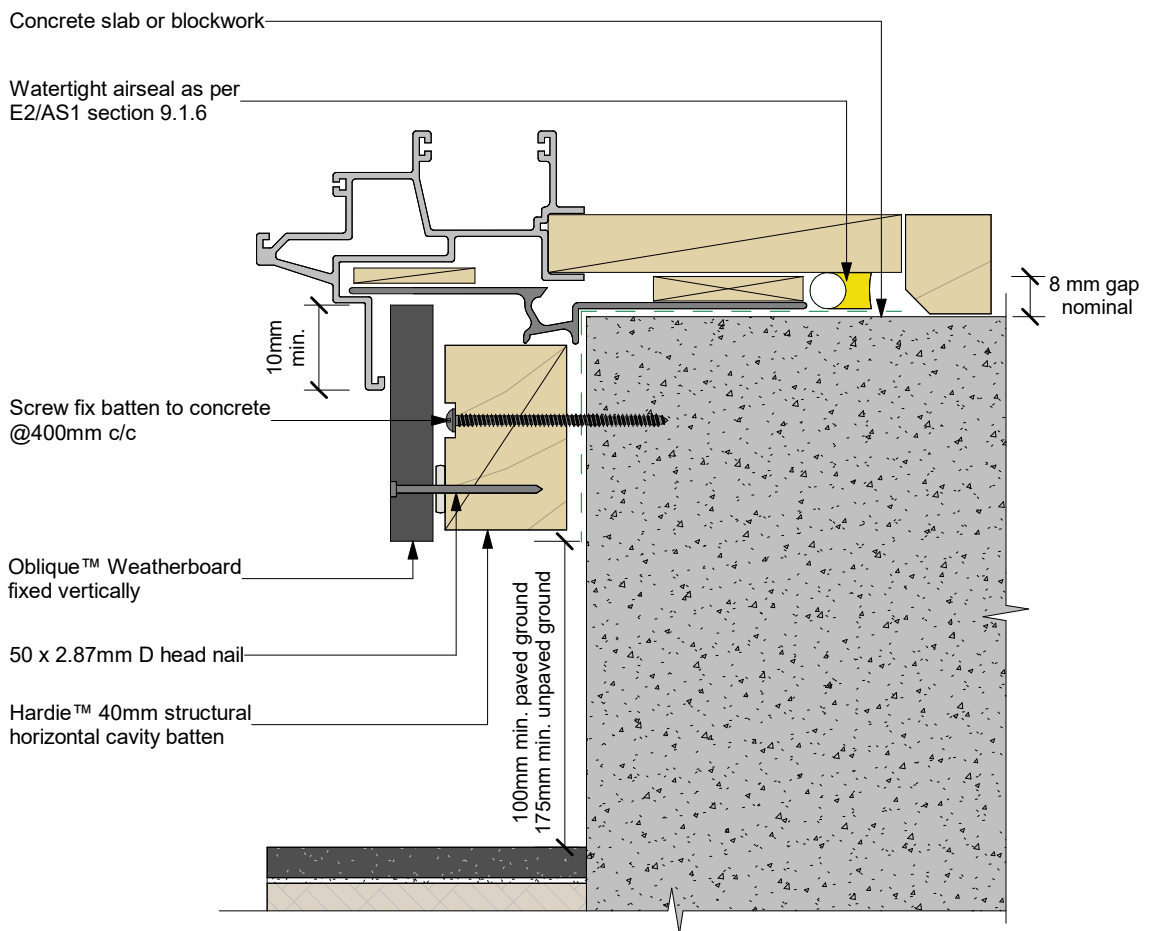 Concrete slab or blockwork
Watertight airseal as per
E2/AS1 section 9.1.6
8 mm gap
nominal
10mm
min.
Screw fix batten to concrete
@400mm c/c
Oblique™ Weatherboard
fixed vertically
50 x 2.87mm D head nail
Hardie™ 40mm structural
horizontal cavity batten
100mm min. paved ground
175mm min. unpaved ground